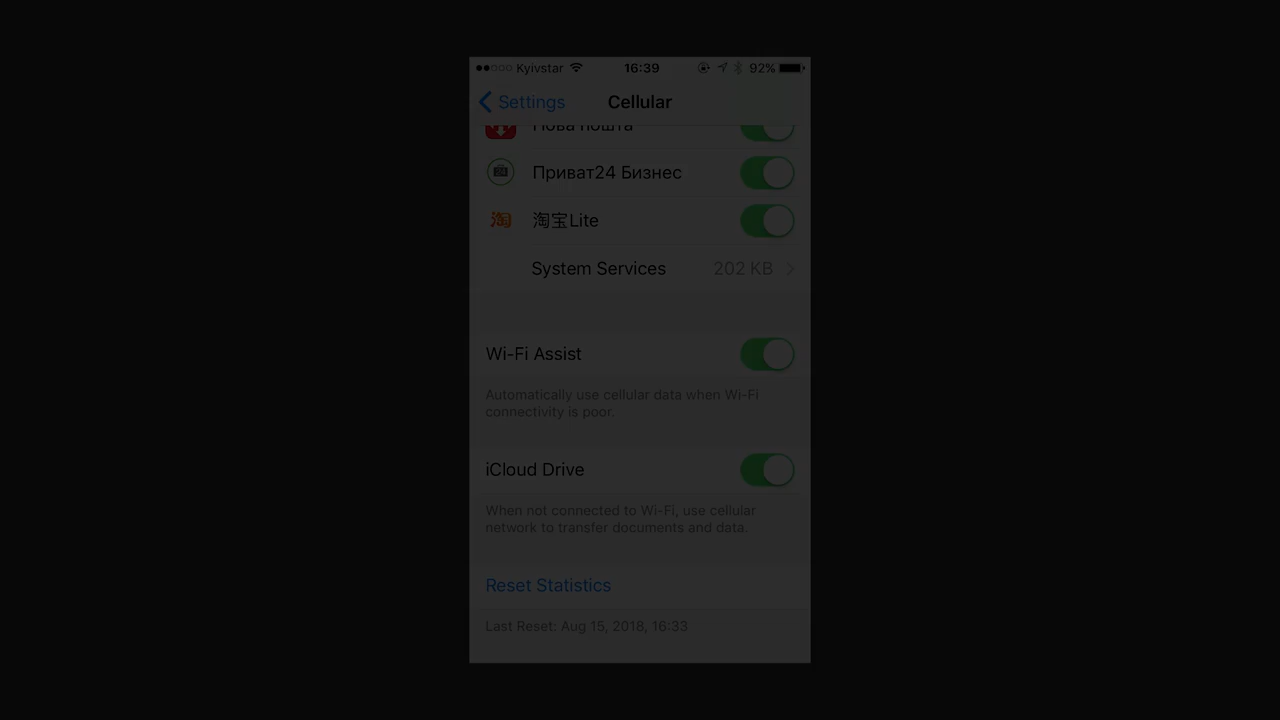 Kyivstar 16:39 92%
Settings Cellular
Нова пошта
Приват24 Бизнес
淘宝Lite
System Services 202 KB
Wi-Fi Assist
Automatically use cellular data when Wi-Fi
connectivity is poor.
iCloud Drive
When not connected to Wi-Fi, use cellular
network to transfer documents and data.
Reset Statistics
Last Reset: Aug 15, 2018, 16:33